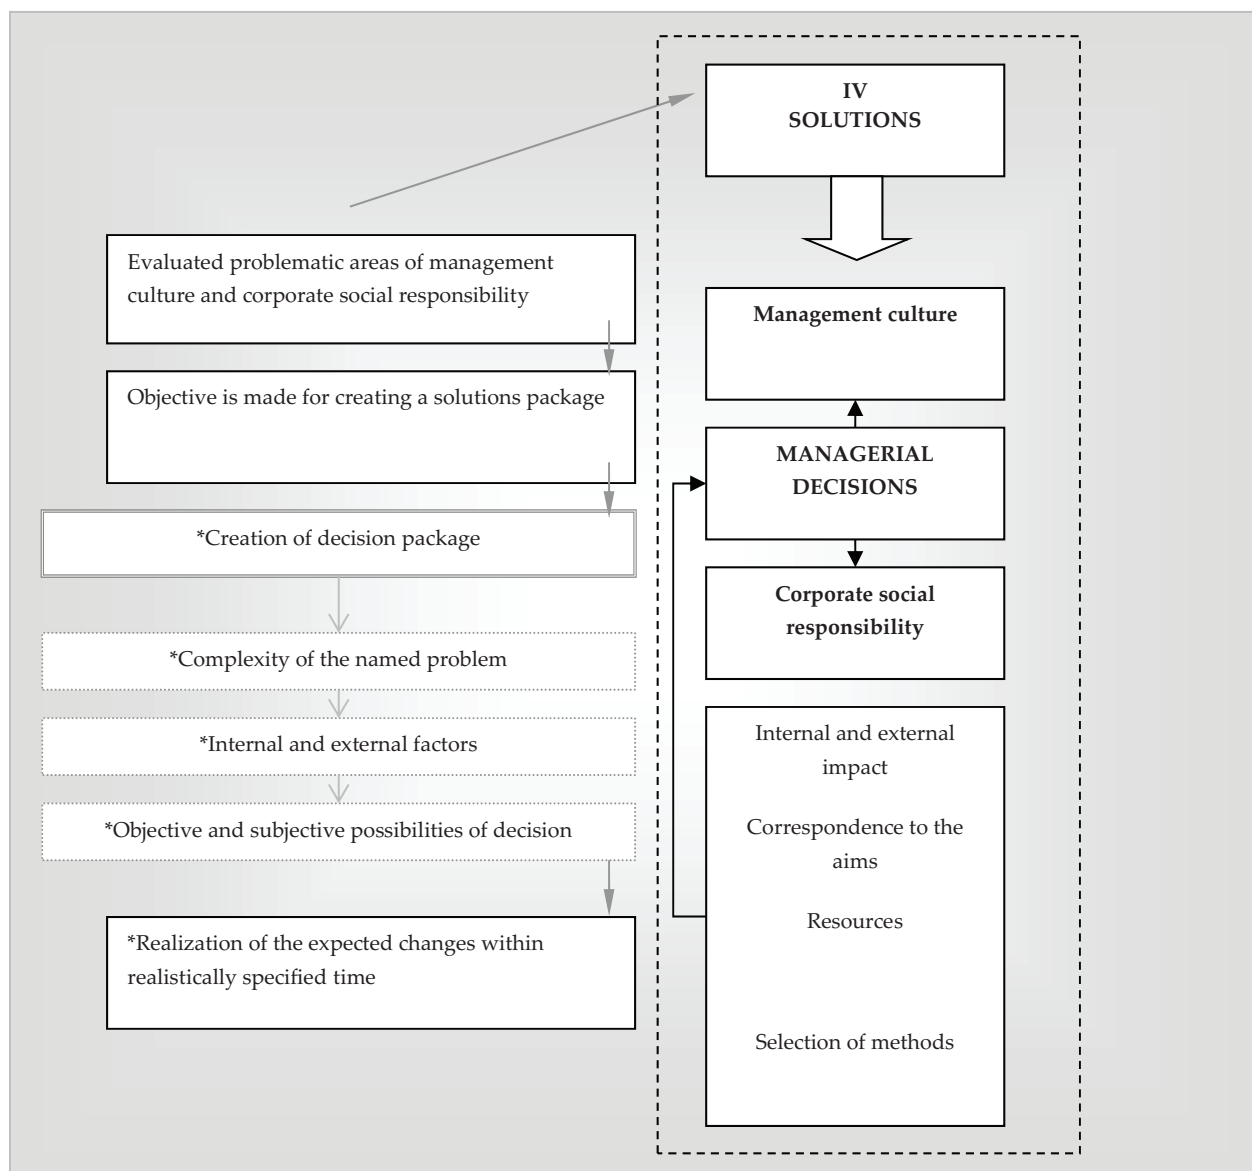 IV
SOLUTIONS
Evaluated problematic areas of management
culture and corporate social responsibility
Objective is made for creating a solutions package
*Creation of decision package
*Complexity of the named problem
*Internal and external factors
*Objective and subjective possibilities of decision
*Realization of the expected changes within
realistically specified time
Management culture
MANAGERIAL
DECISIONS
Corporate social
responsibility
Internal and external
impact
Correspondence to the
aims
Resources
Selection of methods